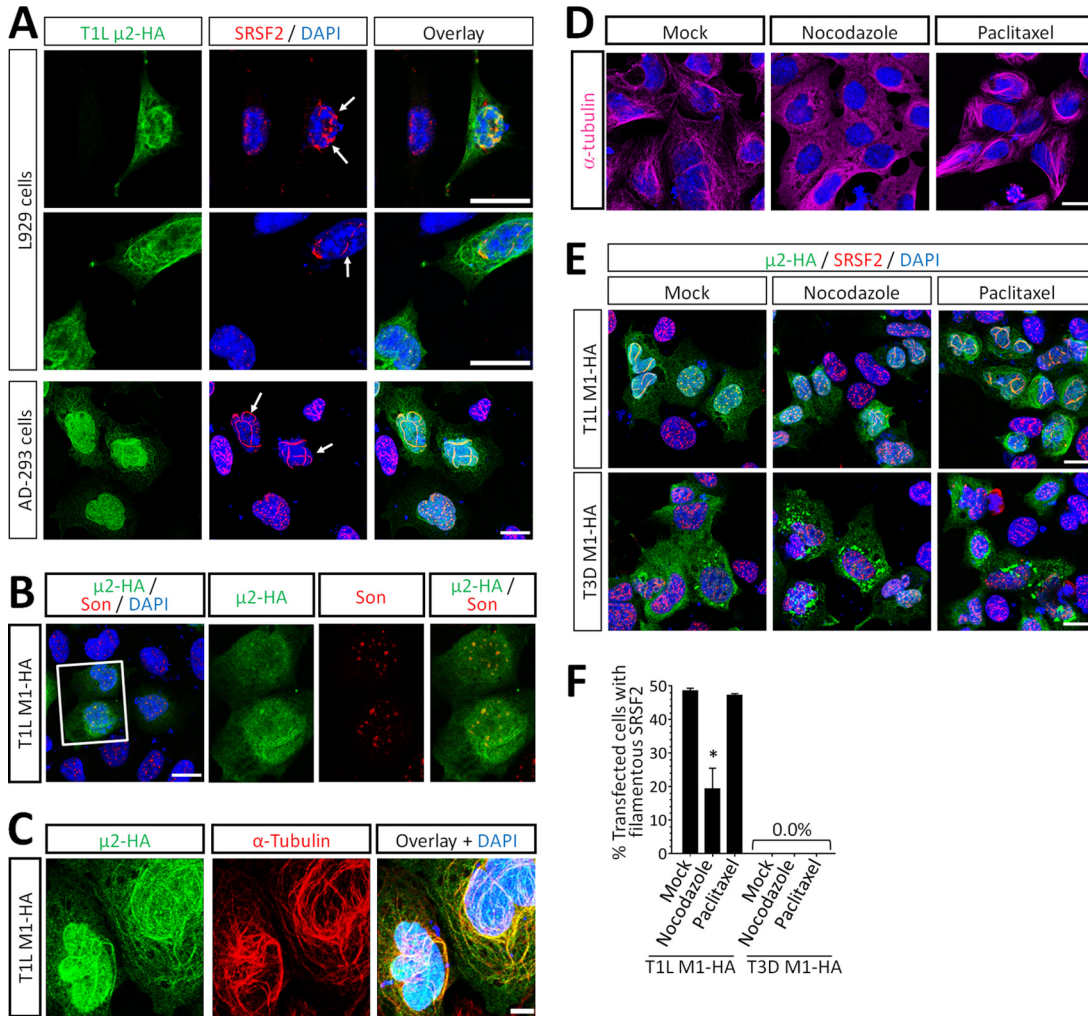 A
T1L μ2-HA
SRSF2 / DAPI
Overlay
L929 cells
AD-293 cells
B
μ2-HA /
Son / DAPI
μ2-HA
Son
μ2-HA /
Son
T1L M1-HA
C
μ2-HA
α-Tubulin
Overlay + DAPI
T1L M1-HA
D
Mock
Nocodazole
Paclitaxel
α-tubulin
E
μ2-HA / SRSF2 / DAPI
Mock
Nocodazole
Paclitaxel
T1L M1-HA
T3D M1-HA
F
% Transfected cells with
filamentous SRSF2
50
40
30
20
10
0
*
0.0%
Mock
Nocodazole
Paclitaxel
Mock
Nocodazole
Paclitaxel
T1L M1-HA
T3D M1-HA